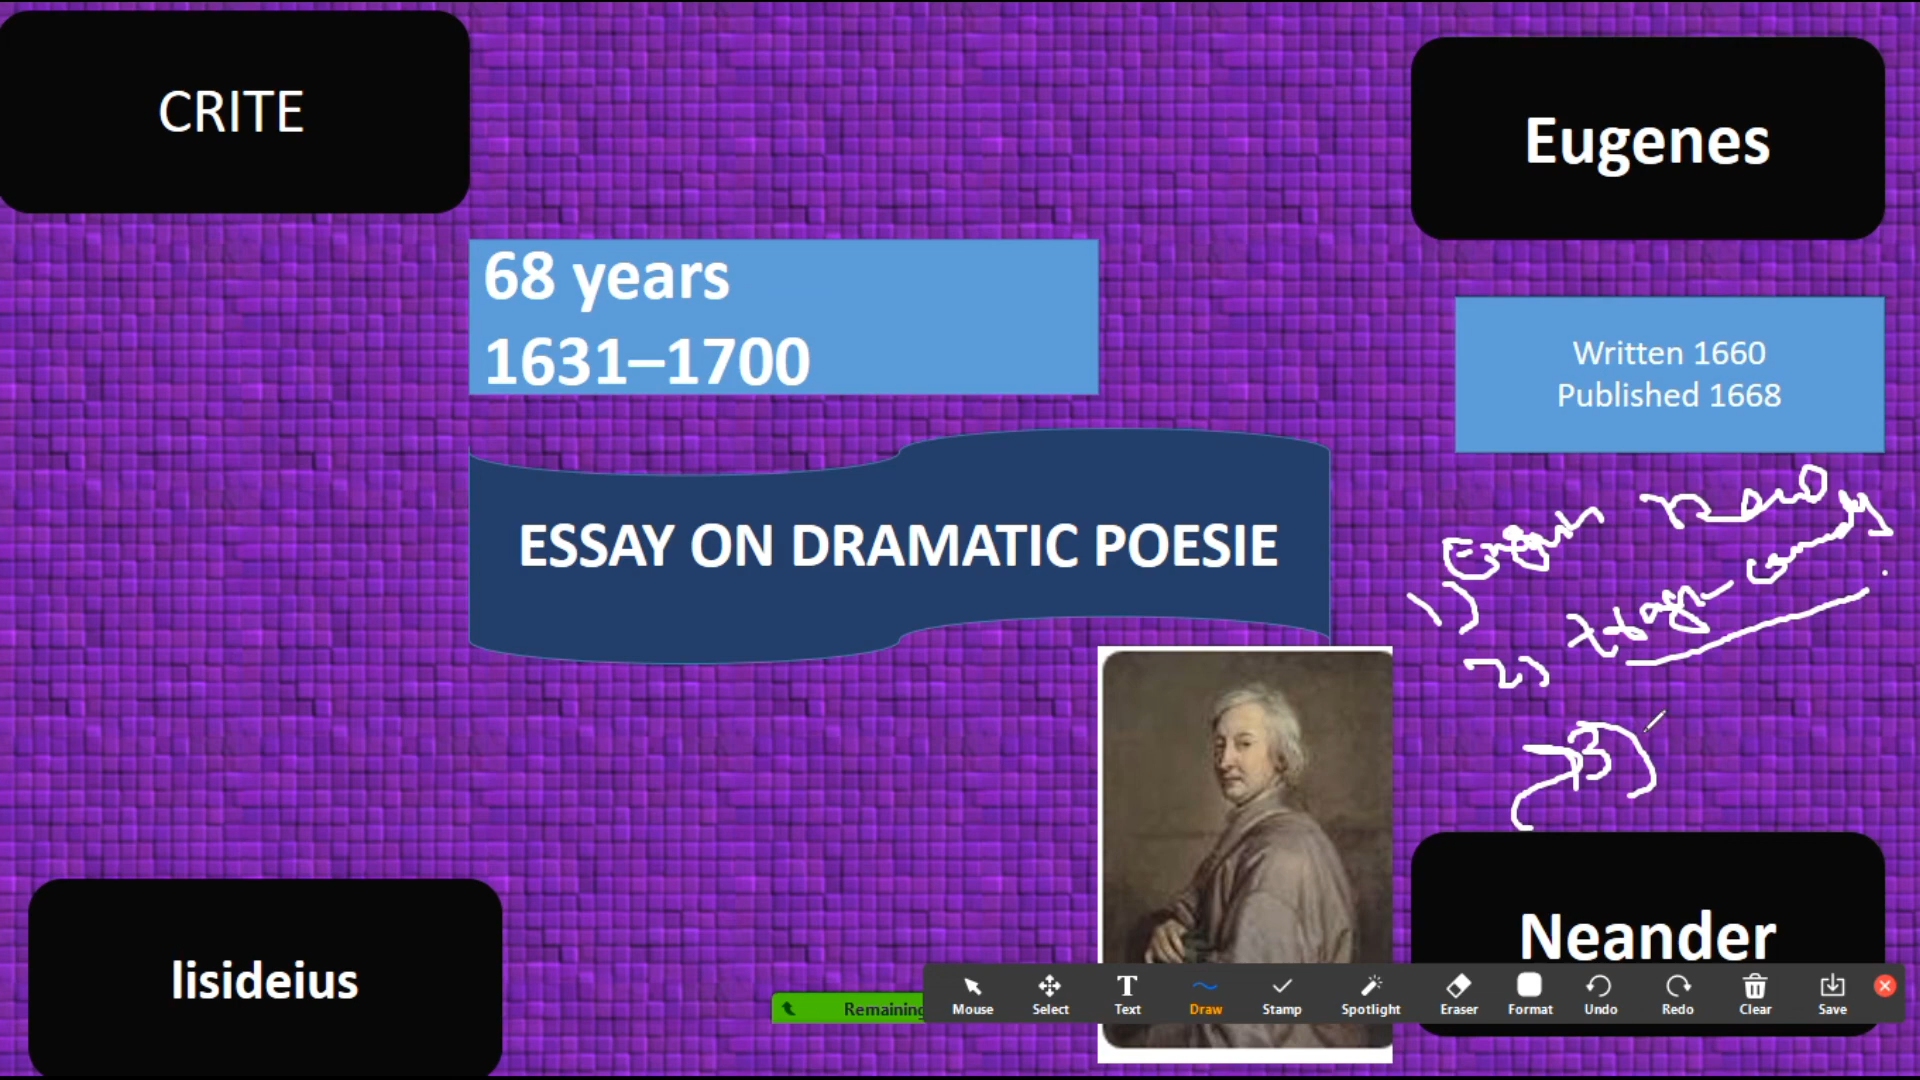 CRITE
Eugenes
68 years
1631–1700
Written 1660
Published 1668
ESSAY ON DRAMATIC POESIE
1)
2)
3)
lisideius
Neander
Remaining
Mouse
Select
Text
Draw
Stamp
Spotlight
Eraser
Format
Undo
Redo
Clear
Save